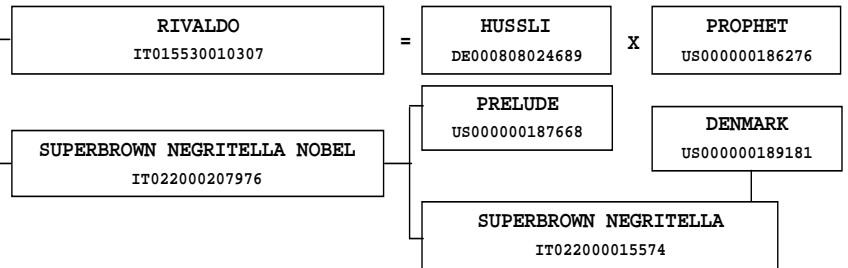 RIVALDO
IT015530010307
=
HUSSLI
DE000808024689
X
PROPHET
US000000186276
PRELUDE
US000000187668
DENMARK
US000000189181
SUPERBROWN NEGRITELLA NOBEL
IT022000207976
SUPERBROWN NEGRITELLA
IT022000015574